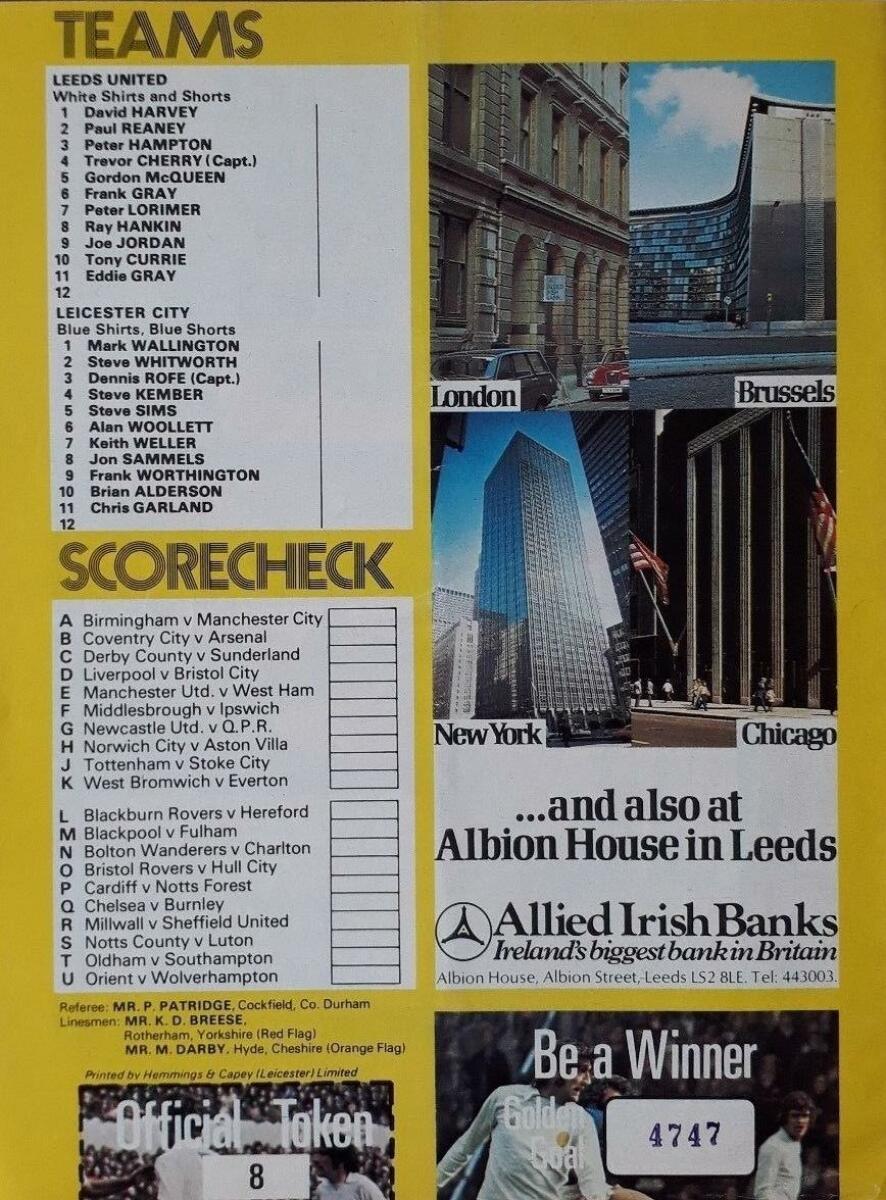 TEAMS
LEEDS UNITED
White Shirts and Shorts
1 David HARVEY
2 Paul REANEY
3 Peter HAMPTON
4 Trevor CHERRY (Capt.)
5 Gordon McQUEEN
6 Frank GRAY
7 Peter LORIMER
8 Ray HANKIN
9 Joe JORDAN
10 Tony CURRIE
11 Eddie GRAY
12
LEICESTER CITY
Blue Shirts, Blue Shorts
1 Mark WALLINGTON
2 Steve WHITWORTH
3 Dennis ROFE (Capt.)
4 Steve KEMBER
5 Steve SIMS
6 Alan WOOLLETT
7 Keith WELLER
8 Jon SAMMELS
9 Frank WORTHINGTON
10 Brian ALDERSON
11 Chris GARLAND
12
SCORECHECK
A Birmingham v Manchester City
B Coventry City v Arsenal
C Derby County v Sunderland
D Liverpool v Bristol City
E Manchester Utd. v West Ham
F Middlesbrough v Ipswich
G Newcastle Utd. v Q.P.R.
H Norwich City v Aston Villa
J Tottenham v Stoke City
K West Bromwich v Everton
L Blackburn Rovers v Hereford
M Blackpool v Fulham
N Bolton Wanderers v Charlton
O Bristol Rovers v Hull City
P Cardiff v Notts Forest
Q Chelsea v Burnley
R Millwall v Sheffield United
S Notts County v Luton
T Oldham v Southampton
U Orient v Wolverhampton
Referee: MR. P. PATRIDGE, Cockfield, Co. Durham
Linesmen: MR. K. D. BREESE,
Rotherham, Yorkshire (Red Flag)
MR. M. DARBY. Hyde, Cheshire (Orange Flag)
Printed by Hemmings & Capey (Leicester) Limited
Official Token
8
London
Brussels
New York
Chicago
...and also at
Albion House in Leeds
Allied Irish Banks
Ireland's biggest bank in Britain
Albion House, Albion Street, Leeds LS2 8LE. Tel: 443003.
Be a Winner
Golden
Goal
4747